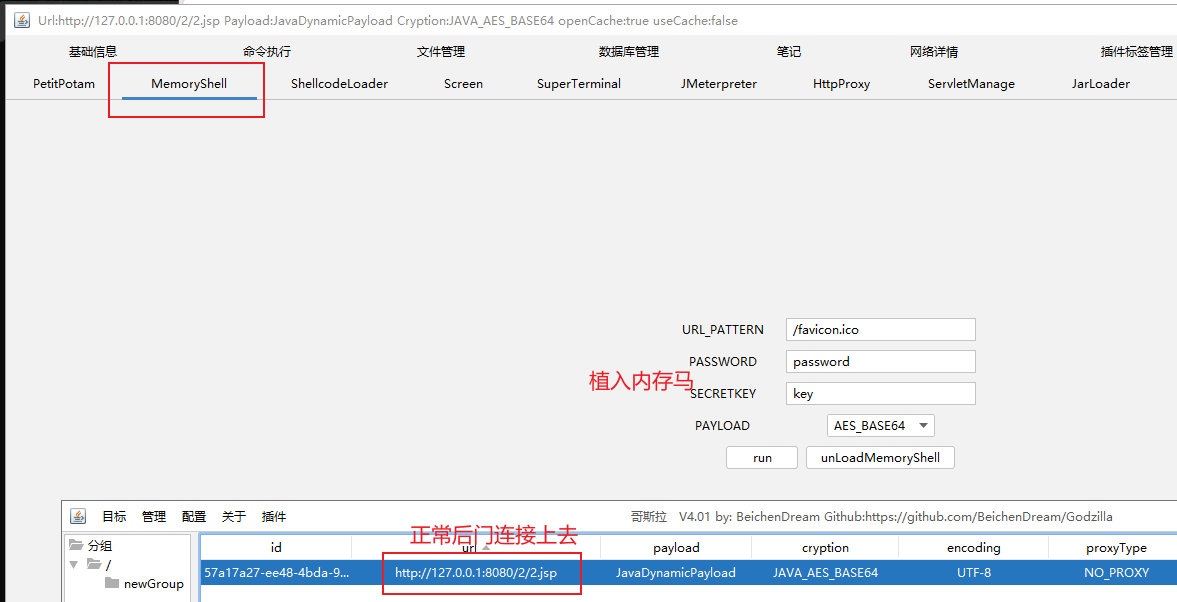 Url:http://127.0.0.1:8080/2/2.jsp Payload:JavaDynamicPayload Cryption:JAVA_AES_BASE64 openCache:true useCache:false
基础信息 命令执行 文件管理 数据库管理 笔记 网络详情 插件标签管理
PetitPotam MemoryShell ShellcodeLoader Screen SuperTerminal JMeterpreter HttpProxy ServletManage JarLoader
URL_PATTERN /favicon.ico
PASSWORD password
植入内存马
SECRETKEY key
PAYLOAD AES_BASE64
run unLoadMemoryShell
目标 管理 配置 关于 插件 哥斯拉 V4.01 by: BeichenDream Github:https://github.com/BeichenDream/Godzilla
正常后门连接上去
分组 id url payload cryption encoding proxyType
/
57a17a27-ee48-4bda-9... http://127.0.0.1:8080/2/2.jsp JavaDynamicPayload JAVA_AES_BASE64 UTF-8 NO_PROXY
newGroup